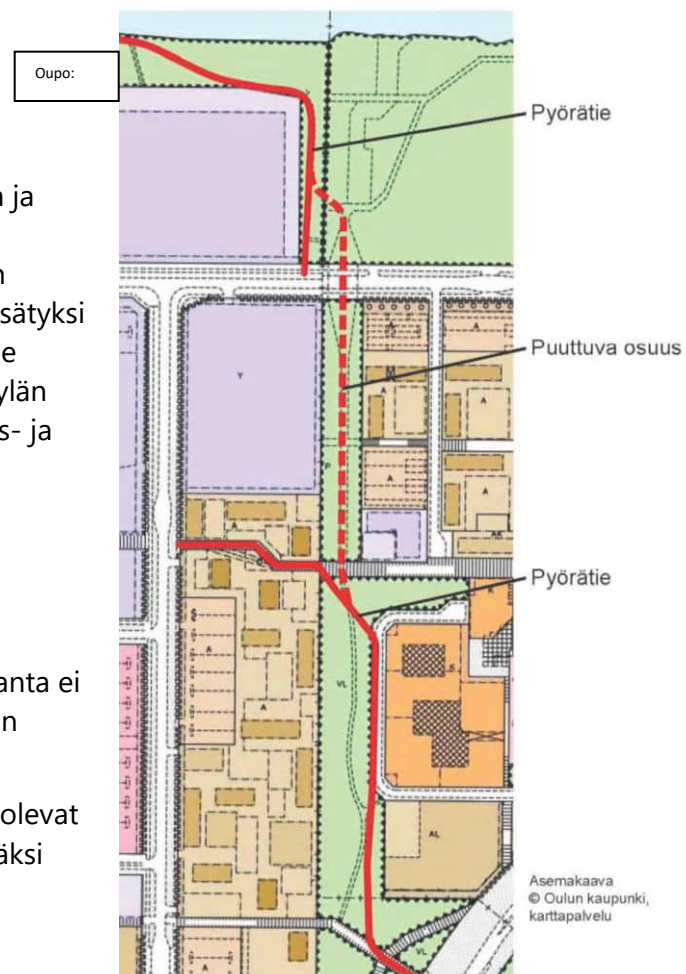 Oupo:
ja
sätyksi
ylän
s- ja
anta ei
olevat
äksi
Pyörätie
Puuttuva osuus
Pyörätie
Y
A
A
A
M
A
A
A
A
P
A
A
K
VL
A
A
A
K
AL
VL
A
A
Asemakaava
© Oulun kaupunki,
karttapalvelu